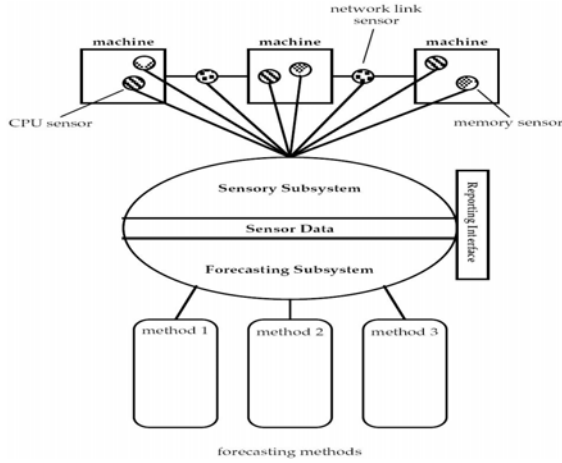 network link
sensor
machine
machine
machine
CPU sensor
memory sensor
Sensory Subsystem
Sensor Data
Reporting Interface
Forecasting Subsystem
method 1
method 2
method 3
forecasting methods